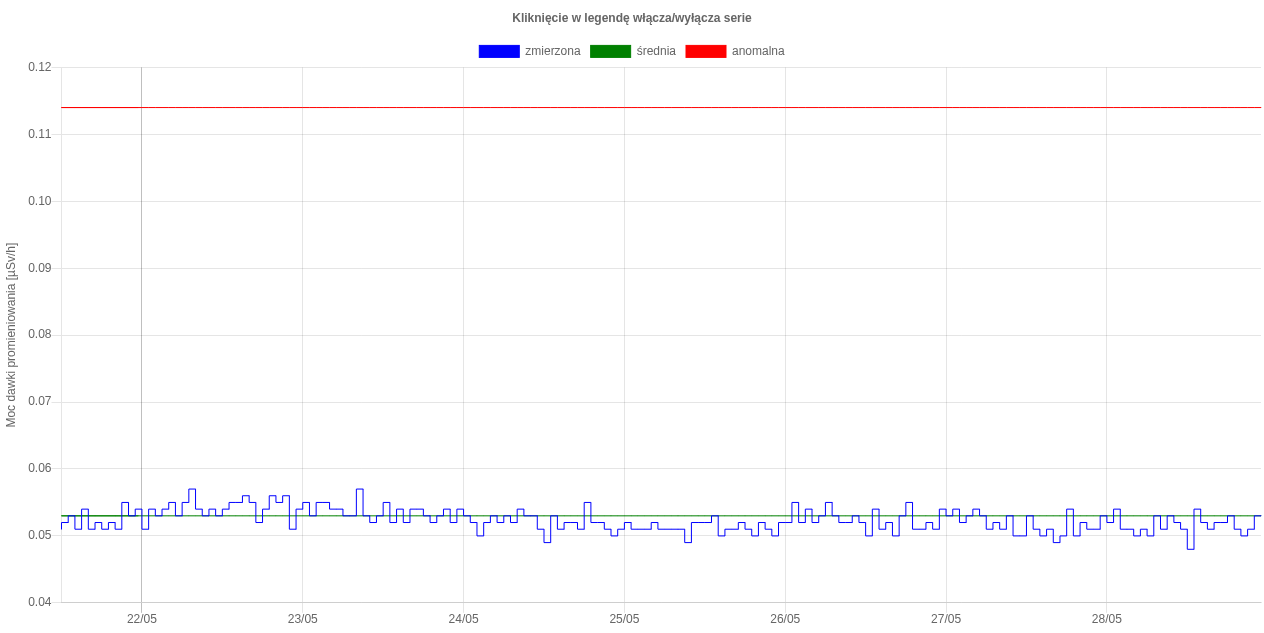 Kliknięcie w legendę włącza/wyłącza serie
zmierzona średnia anomalna
Moc dawki promieniowania [µSv/h]
0.12
0.11
0.10
0.09
0.08
0.07
0.06
0.05
0.04
22/05 23/05 24/05 25/05 26/05 27/05 28/05